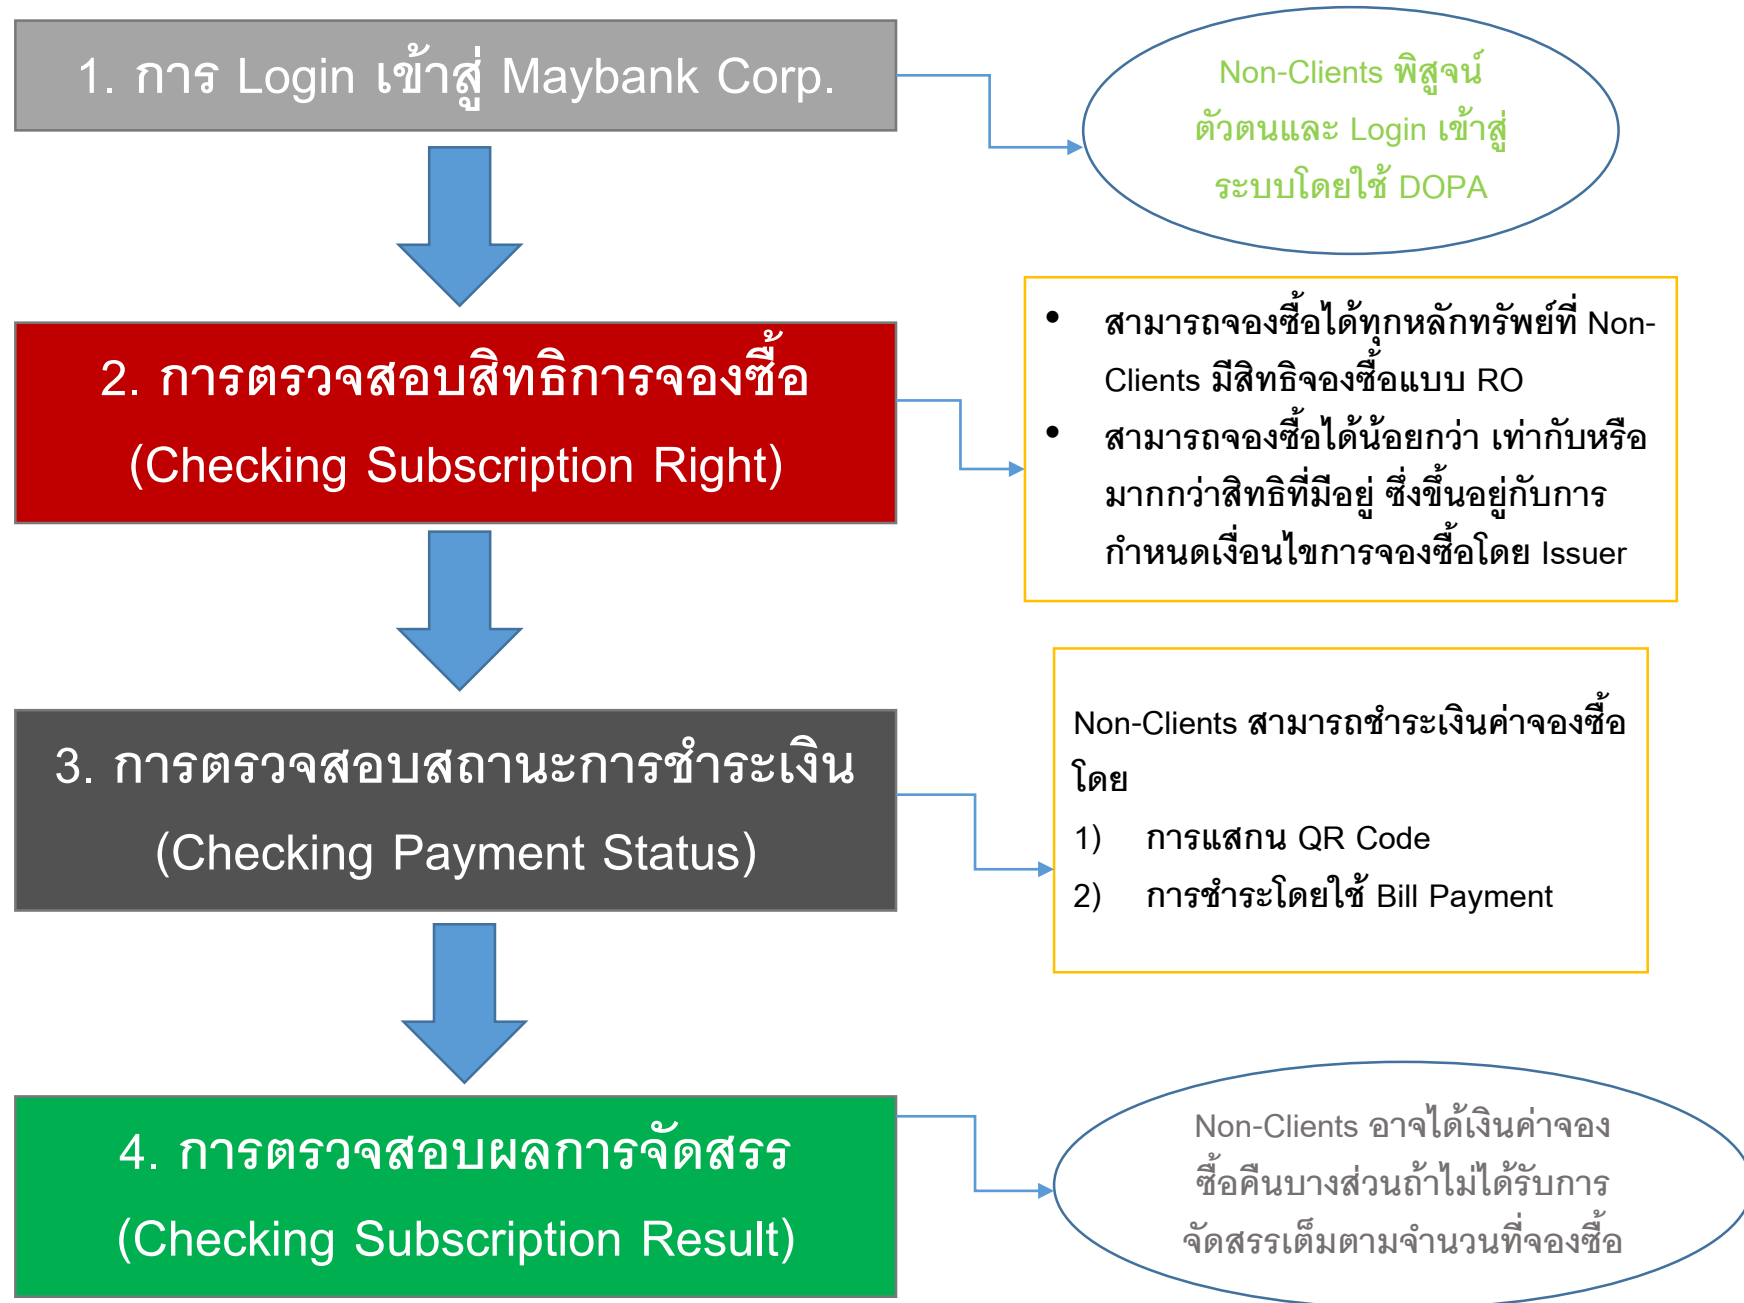 1. การ Login เข้าสู่ Maybank Corp.
Non-Clients พิสูจน์
ตัวตนและ Login เข้าสู่
ระบบโดยใช้ DOPA
2. การตรวจสอบสิทธิการจองซื้อ
(Checking Subscription Right)
• สามารถจองซื้อได้ทุกหลักทรัพย์ที่ Non-
Clients มีสิทธิจองซื้อแบบ RO
• สามารถจองซื้อได้น้อยกว่า เท่ากับหรือ
มากกว่าสิทธิที่มีอยู่ ซึ่งขึ้นอยู่กับการ
กำหนดเงื่อนไขการจองซื้อโดย Issuer
3. การตรวจสอบสถานะการชำระเงิน
(Checking Payment Status)
Non-Clients สามารถชำระเงินค่าจองซื้อ
โดย
1) การแสกน QR Code
2) การชำระโดยใช้ Bill Payment
4. การตรวจสอบผลการจัดสรร
(Checking Subscription Result)
Non-Clients อาจได้เงินค่าจอง
ซื้อคืนบางส่วนถ้าไม่ได้รับการ
จัดสรรเต็มตามจำนวนที่จองซื้อ